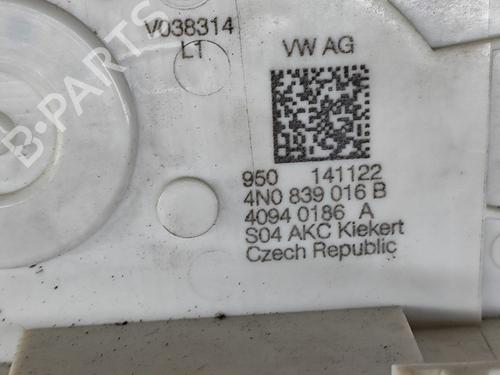 V038314
L1
VW AG
950 141122
4N0 839 016 B
4094 0186 A
S04 AKC Kiekert
Czech Republic
B-PARTS